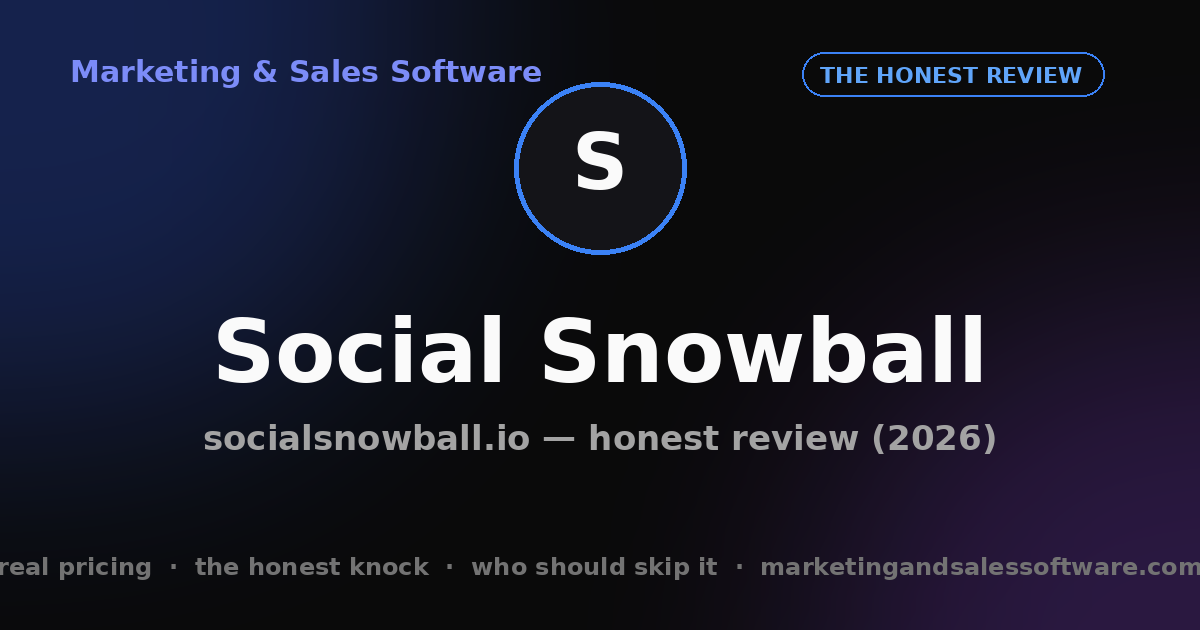 Marketing & Sales Software
THE HONEST REVIEW
S
Social Snowball
socialsnowball.io — honest review (2026)
real pricing · the honest knock · who should skip it · marketingandsalessoftware.com